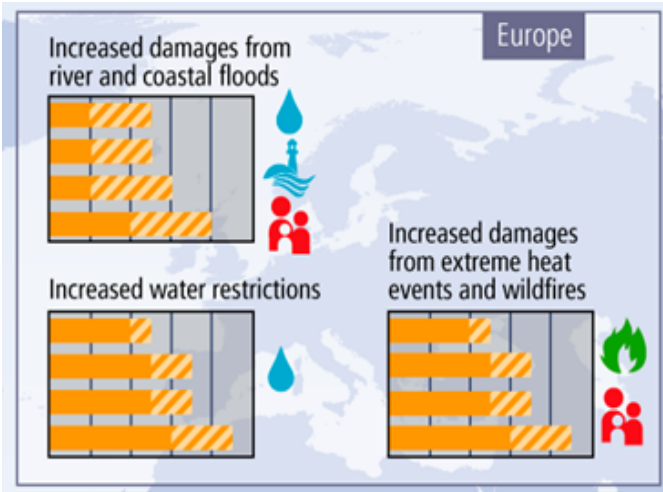 Europe
Increased damages from
river and coastal floods
Increased water restrictions
Increased damages
from extreme heat
events and wildfires